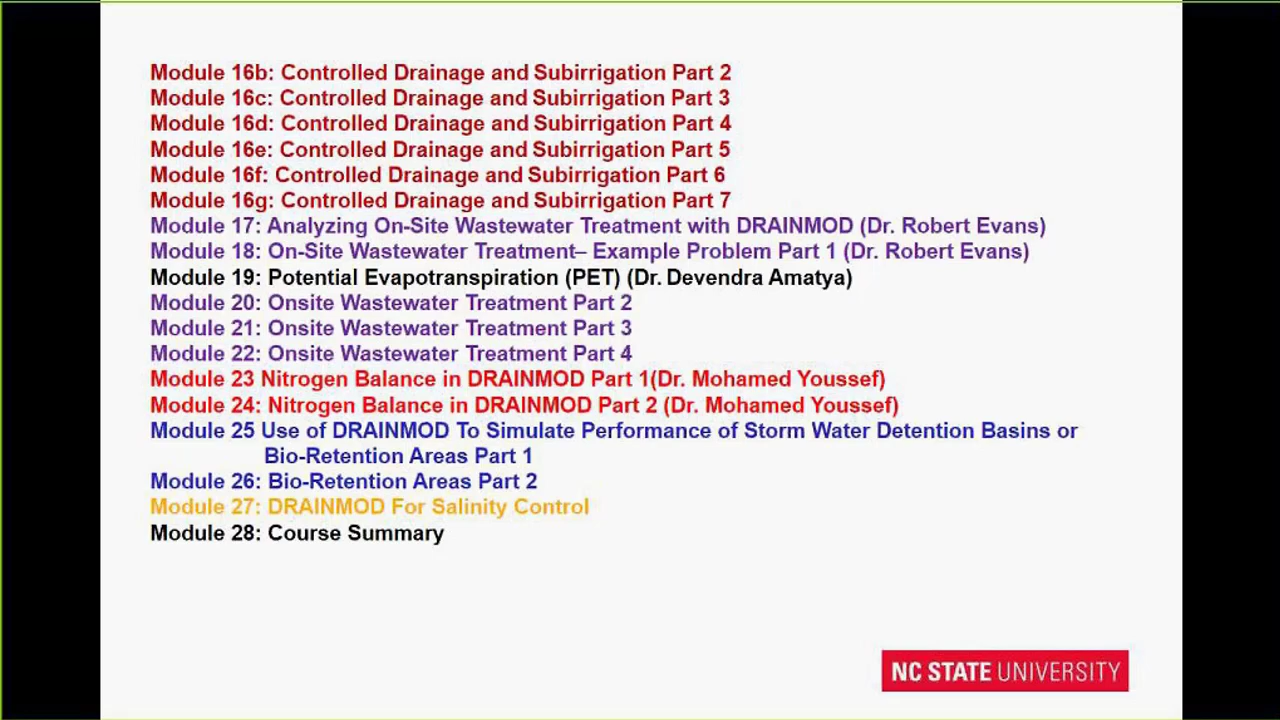 Module 16b: Controlled Drainage and Subirrigation Part 2
Module 16c: Controlled Drainage and Subirrigation Part 3
Module 16d: Controlled Drainage and Subirrigation Part 4
Module 16e: Controlled Drainage and Subirrigation Part 5
Module 16f: Controlled Drainage and Subirrigation Part 6
Module 16g: Controlled Drainage and Subirrigation Part 7
Module 17: Analyzing On-Site Wastewater Treatment with DRAINMOD (Dr. Robert Evans)
Module 18: On-Site Wastewater Treatment– Example Problem Part 1 (Dr. Robert Evans)
Module 19: Potential Evapotranspiration (PET) (Dr. Devendra Amatya)
Module 20: Onsite Wastewater Treatment Part 2
Module 21: Onsite Wastewater Treatment Part 3
Module 22: Onsite Wastewater Treatment Part 4
Module 23 Nitrogen Balance in DRAINMOD Part 1(Dr. Mohamed Youssef)
Module 24: Nitrogen Balance in DRAINMOD Part 2 (Dr. Mohamed Youssef)
Module 25 Use of DRAINMOD To Simulate Performance of Storm Water Detention Basins or
Bio-Retention Areas Part 1
Module 26: Bio-Retention Areas Part 2
Module 27: DRAINMOD For Salinity Control
Module 28: Course Summary
NC STATE UNIVERSITY